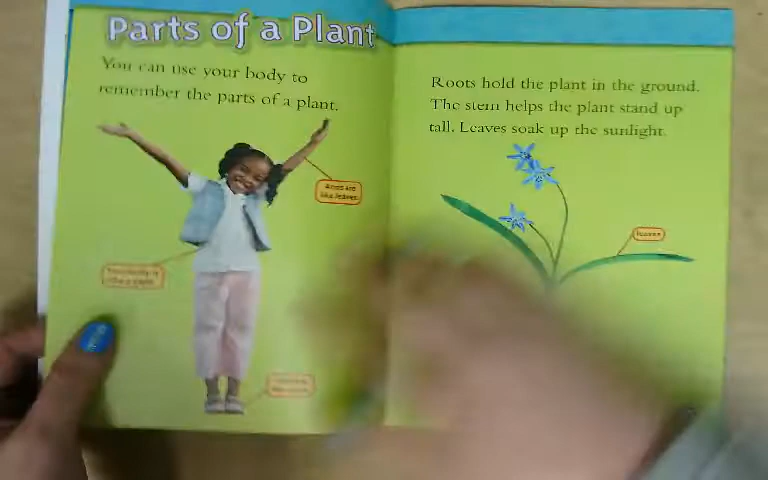 Parts of a Plant
You can use your body to
remember the parts of a plant.
Arms are
like leaves.
Roots hold the plant in the ground.
The stem helps the plant stand up
tall. Leaves soak up the sunlight.
leaves